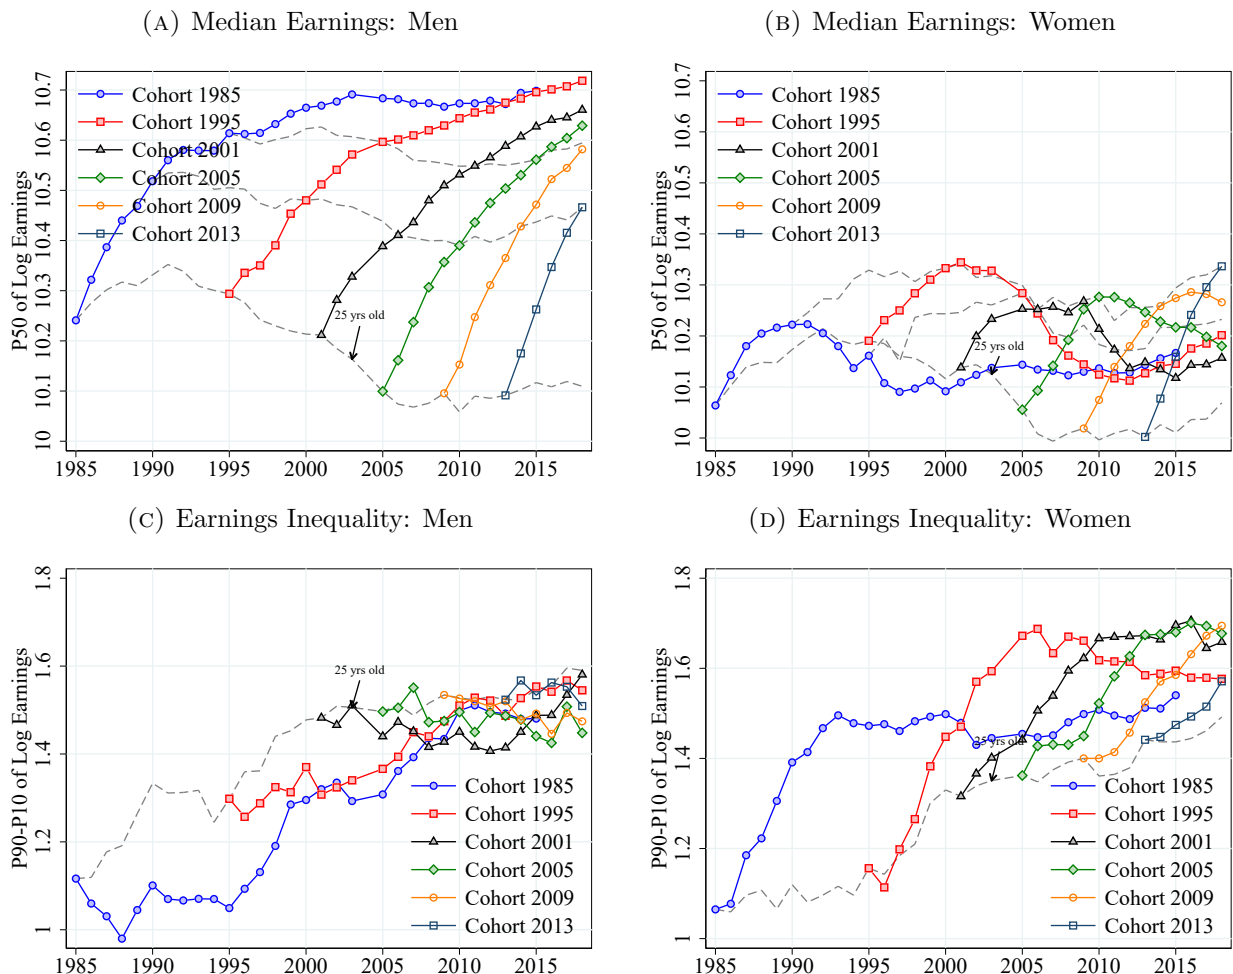 (A) Median Earnings: Men
P50 of Log Earnings
10.7
10.6
10.5
10.4
10.3
10.2
10.1
10
Cohort 1985
Cohort 1995
Cohort 2001
Cohort 2005
Cohort 2009
Cohort 2013
25 yrs old
1985 1990 1995 2000 2005 2010 2015
(B) Median Earnings: Women
P50 of Log Earnings
10.7
10.6
10.5
10.4
10.3
10.2
10.1
10
Cohort 1985
Cohort 1995
Cohort 2001
Cohort 2005
Cohort 2009
Cohort 2013
25 yrs old
1985 1990 1995 2000 2005 2010 2015
(C) Earnings Inequality: Men
P90-P10 of Log Earnings
1.8
1.6
1.4
1.2
1
25 yrs old
Cohort 1985
Cohort 1995
Cohort 2001
Cohort 2005
Cohort 2009
Cohort 2013
1985 1990 1995 2000 2005 2010 2015
(D) Earnings Inequality: Women
P90-P10 of Log Earnings
1.8
1.6
1.4
1.2
1
25 yrs old
Cohort 1985
Cohort 1995
Cohort 2001
Cohort 2005
Cohort 2009
Cohort 2013
1985 1990 1995 2000 2005 2010 2015